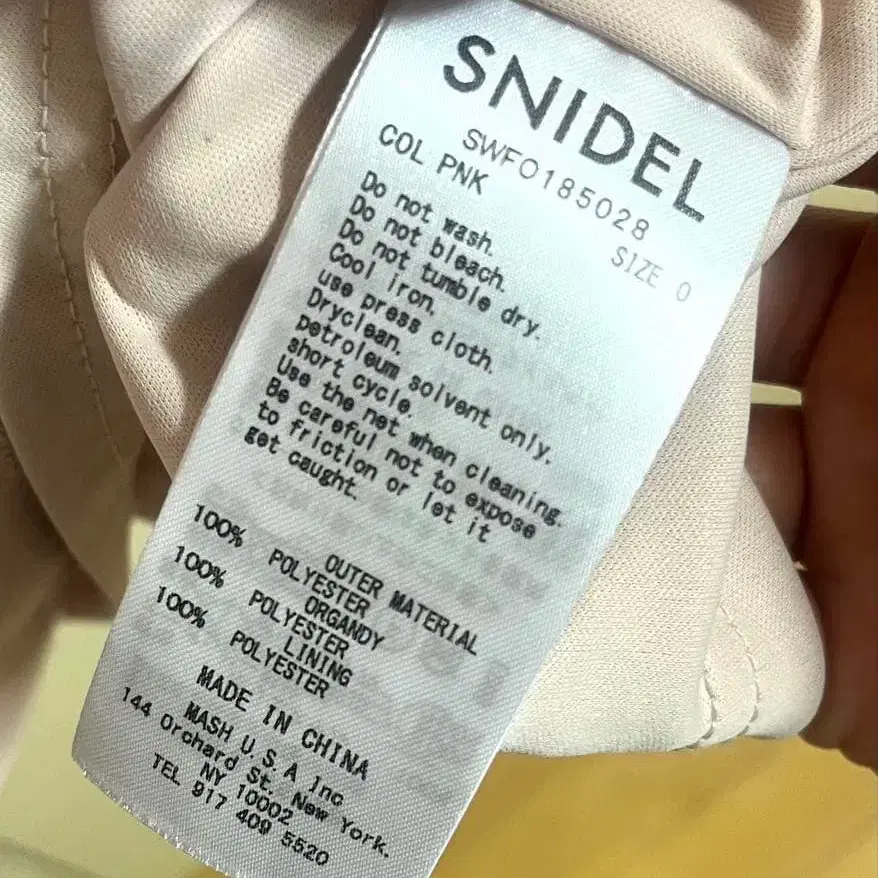 SNIDEL
SWFO185028
COL PNK
SIZE 0
Do not wash.
Do not bleach.
Do not tumble dry.
Cool iron.
use press cloth.
Dryclean.
petroleum solvent only.
short cycle.
Use the net when cleaning.
Be careful not to expose
to friction or let it
get caught.
OUTER MATERIAL
100% POLYESTER
ORGANDY
100% POLYESTER
LINING
100% POLYESTER
MADE IN CHINA
MASH U.S.A Inc
144 Orchard St. New York.
NY 10002
TEL 917 409 5520